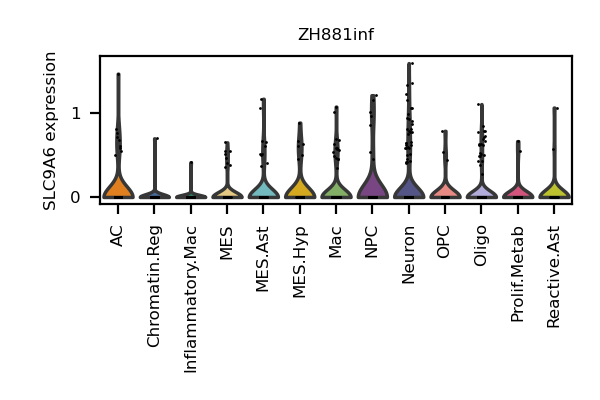 ZH881inf
SLC9A6 expression
1
0
AC
Chromatin.Reg
Inflammatory.Mac
MES
MES.Ast
MES.Hyp
Mac
NPC
Neuron
OPC
Oligo
Prolif.Metab
Reactive.Ast